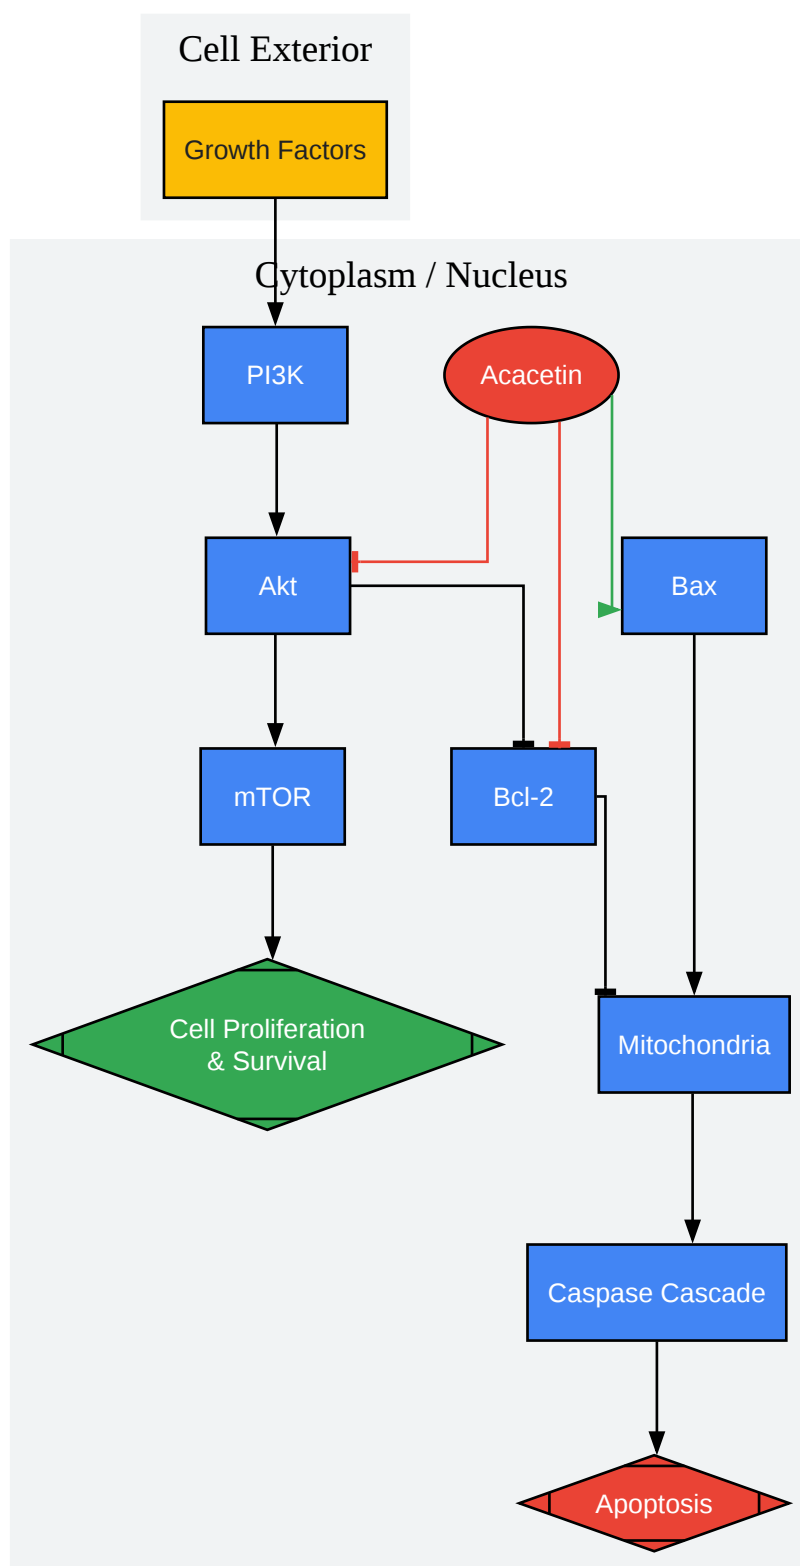 Cell Exterior
Growth Factors
Cytoplasm / Nucleus
PI3K
Acacetin
Akt
Bax
mTOR
Bcl-2
Cell Proliferation
& Survival
Mitochondria
Caspase Cascade
Apoptosis